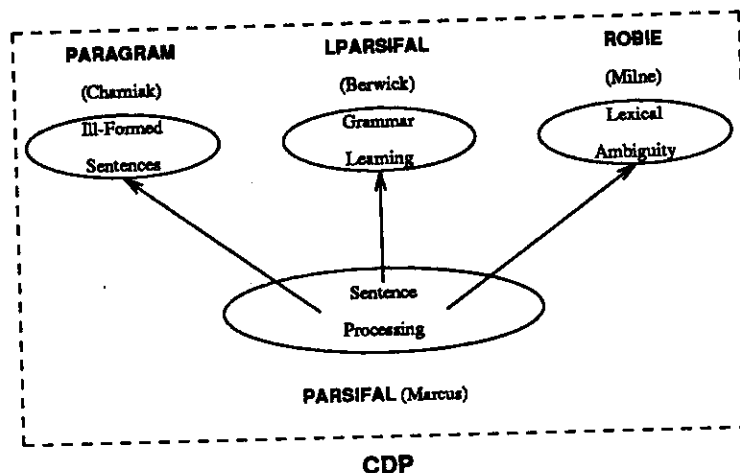 PARAGRAM
(Charniak)
Ill-Formed
Sentences
LPARSIFAL
(Berwick)
Grammar
Learning
ROBIE
(Milne)
Lexical
Ambiguity
Sentence
Processing
PARSIFAL (Marcus)
CDP